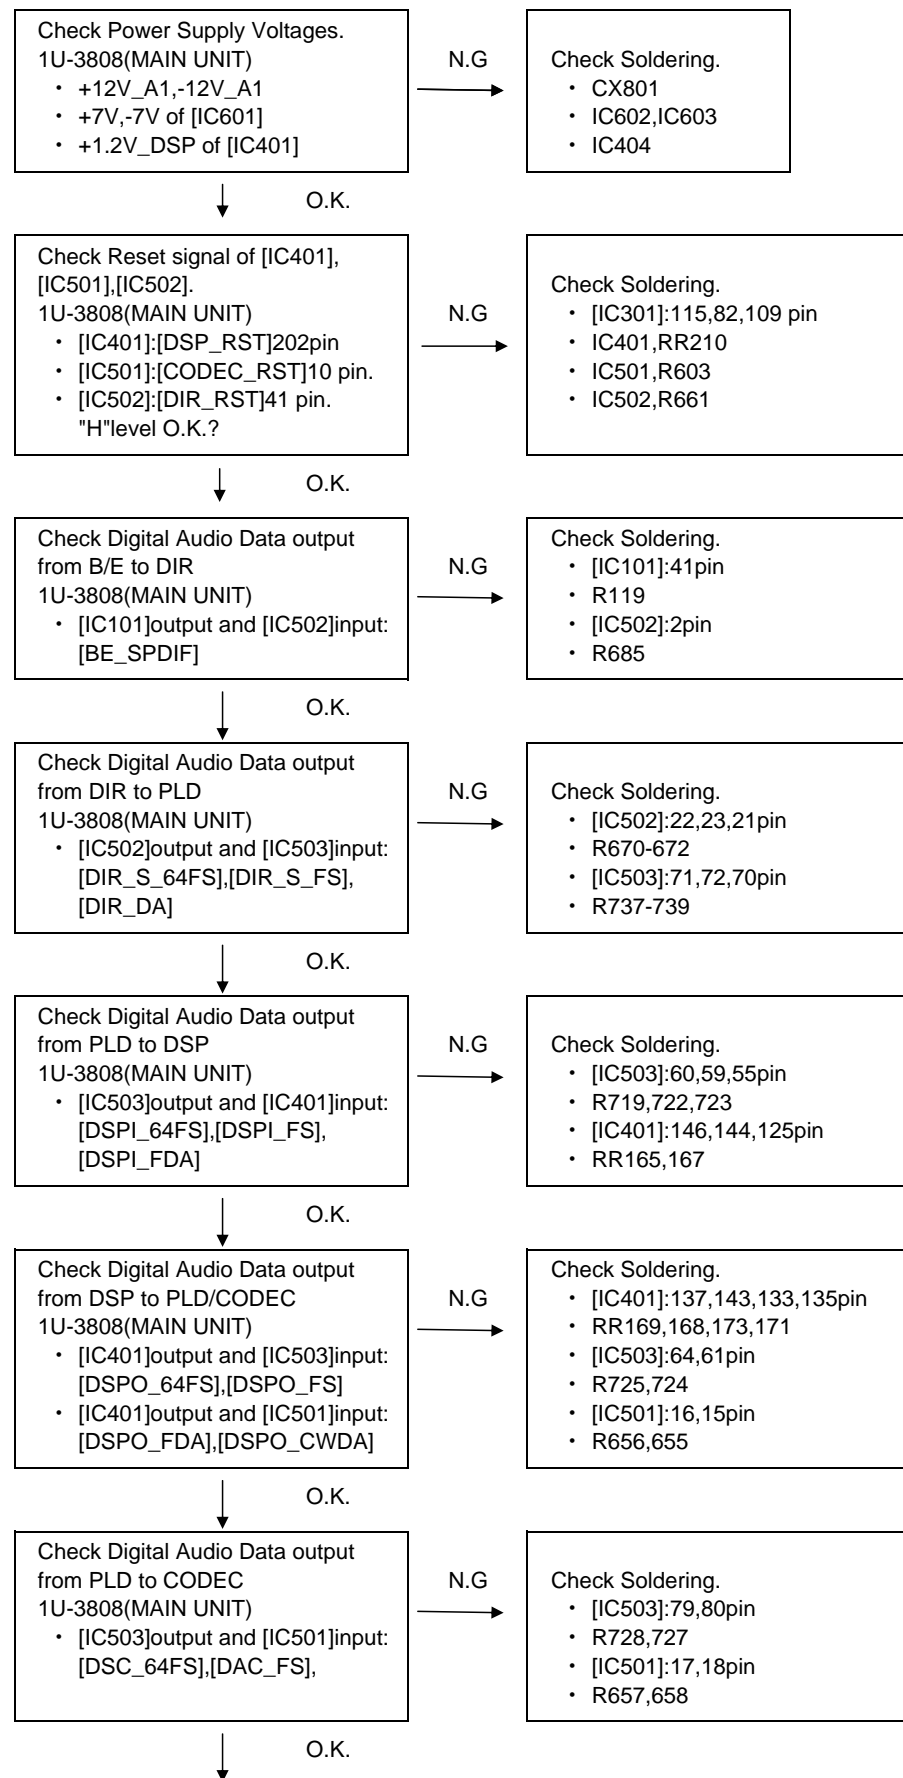 Check Power Supply Voltages.
1U-3808(MAIN UNIT)
・ +12V_A1,-12V_A1
・ +7V,-7V of [IC601]
・ +1.2V_DSP of [IC401]
N.G
Check Soldering.
・ CX801
・ IC602,IC603
・ IC404
O.K.
Check Reset signal of [IC401],
[IC501],[IC502].
1U-3808(MAIN UNIT)
・ [IC401]:[DSP_RST]202pin
・ [IC501]:[CODEC_RST]10 pin.
・ [IC502]:[DIR_RST]41 pin.
"H"level O.K.?
N.G
Check Soldering.
・ [IC301]:115,82,109 pin
・ IC401,RR210
・ IC501,R603
・ IC502,R661
O.K.
Check Digital Audio Data output
from B/E to DIR
1U-3808(MAIN UNIT)
・ [IC101]output and [IC502]input:
[BE_SPDIF]
N.G
Check Soldering.
・ [IC101]:41pin
・ R119
・ [IC502]:2pin
・ R685
O.K.
Check Digital Audio Data output
from DIR to PLD
1U-3808(MAIN UNIT)
・ [IC502]output and [IC503]input:
[DIR_S_64FS],[DIR_S_FS],
[DIR_DA]
N.G
Check Soldering.
・ [IC502]:22,23,21pin
・ R670-672
・ [IC503]:71,72,70pin
・ R737-739
O.K.
Check Digital Audio Data output
from PLD to DSP
1U-3808(MAIN UNIT)
・ [IC503]output and [IC401]input:
[DSPI_64FS],[DSPI_FS],
[DSPI_FDA]
N.G
Check Soldering.
・ [IC503]:60,59,55pin
・ R719,722,723
・ [IC401]:146,144,125pin
・ RR165,167
O.K.
Check Digital Audio Data output
from DSP to PLD/CODEC
1U-3808(MAIN UNIT)
・ [IC401]output and [IC503]input:
[DSPO_64FS],[DSPO_FS]
・ [IC401]output and [IC501]input:
[DSPO_FDA],[DSPO_CWDA]
N.G
Check Soldering.
・ [IC401]:137,143,133,135pin
・ RR169,168,173,171
・ [IC503]:64,61pin
・ R725,724
・ [IC501]:16,15pin
・ R656,655
O.K.
Check Digital Audio Data output
from PLD to CODEC
1U-3808(MAIN UNIT)
・ [IC503]output and [IC501]input:
[DSC_64FS],[DAC_FS],
N.G
Check Soldering.
・ [IC503]:79,80pin
・ R728,727
・ [IC501]:17,18pin
・ R657,658
O.K.